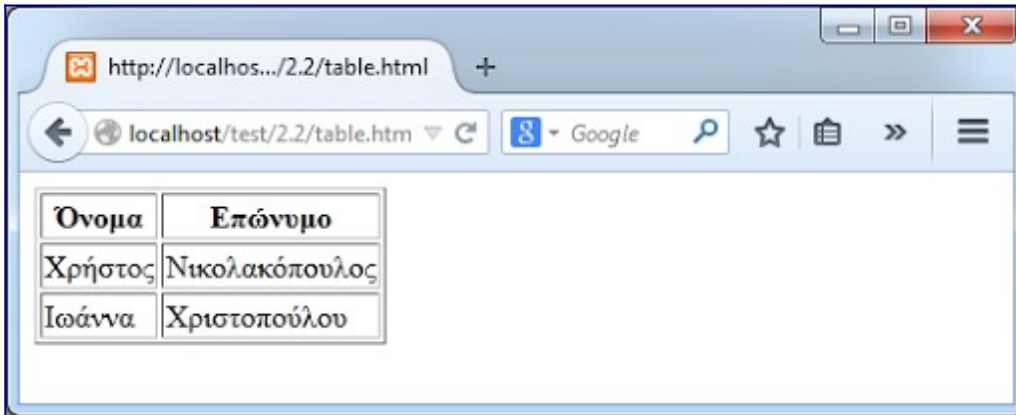 http://localhos.../2.2/table.html
localhost/test/2.2/table.htm
8 Google
Όνομα Επώνυμο
Χρήστος Νικολακόπουλος
Ιωάννα Χριστοπούλου